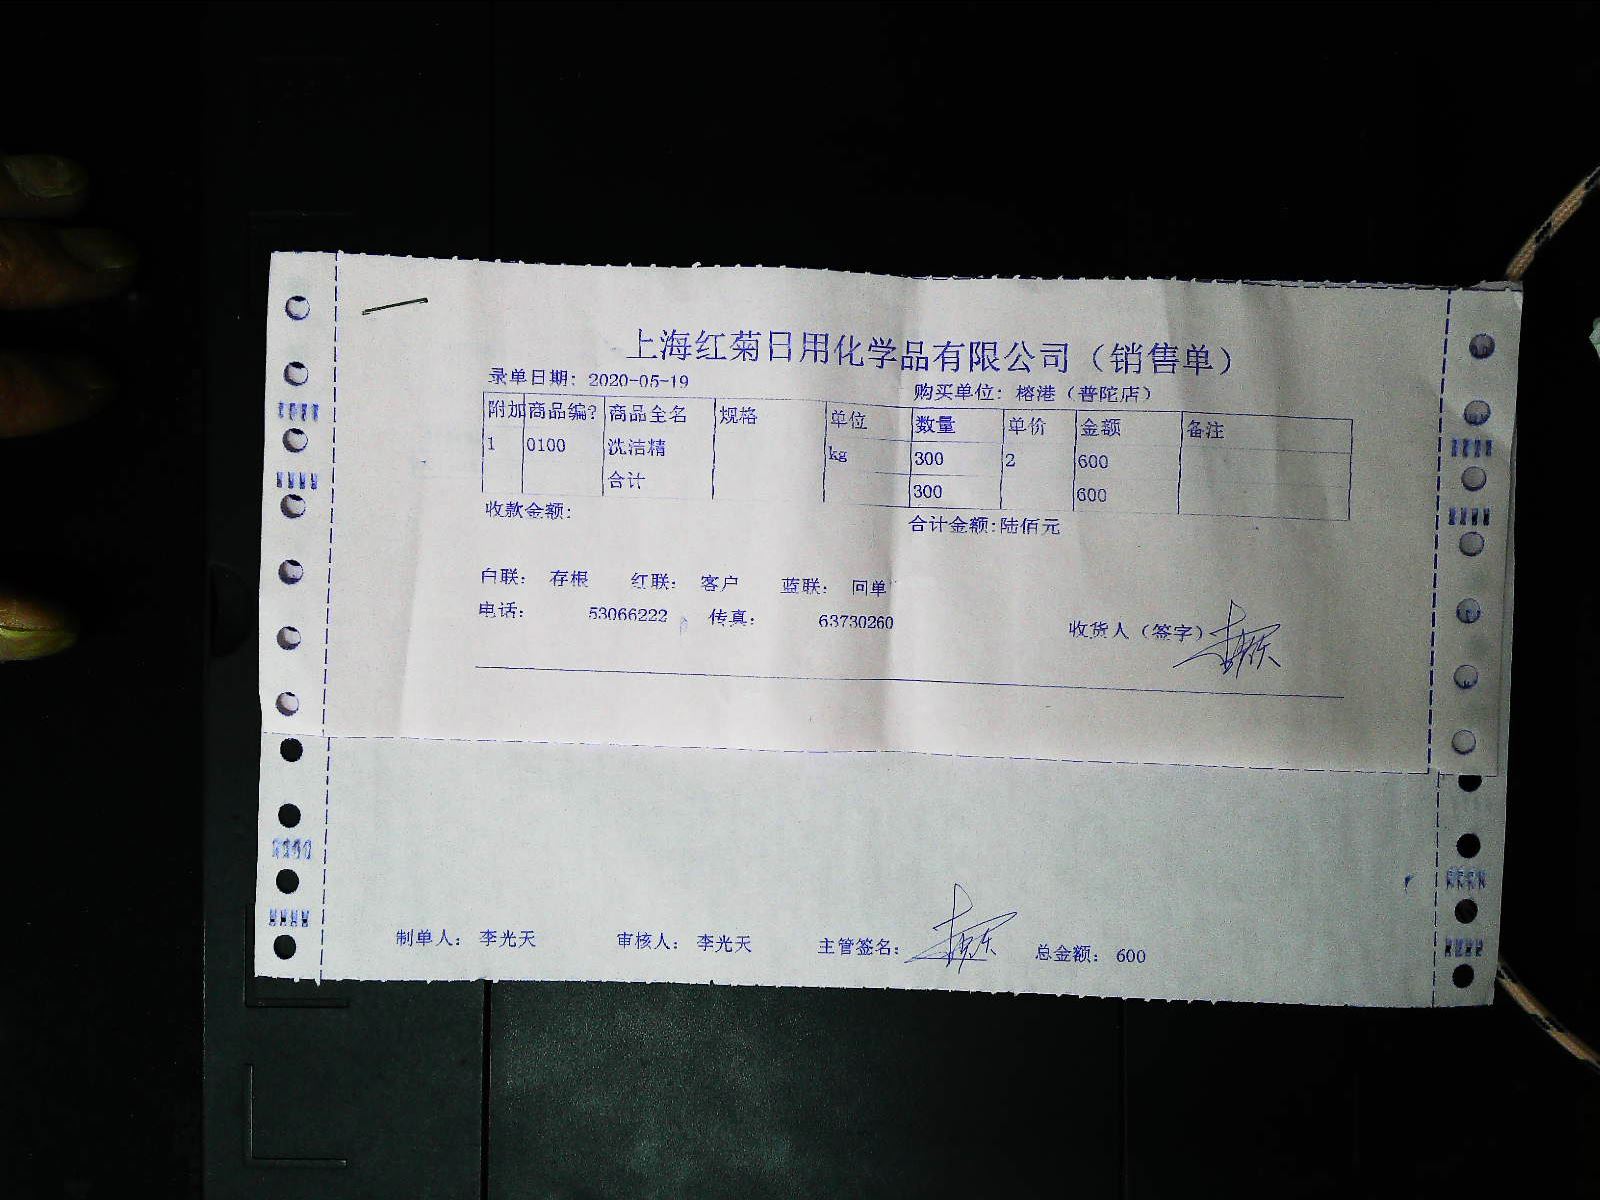 上海红菊日用化学品有限公司（销售单）
录单日期：2020-05-19 购买单位：榕港（普陀店）
附加 商品编? 商品全名 规格 单位 数量 单价 金额 备注
1 0100 洗洁精 kg 300 2 600
合计 300 600
收款金额: 合计金额:陆佰元
白联： 存根 红联： 客户 蓝联： 回单
电话： 53066222 传真： 63730260
收货人（签字）
制单人： 李光天 审核人： 李光天 主管签名： 总金额： 600